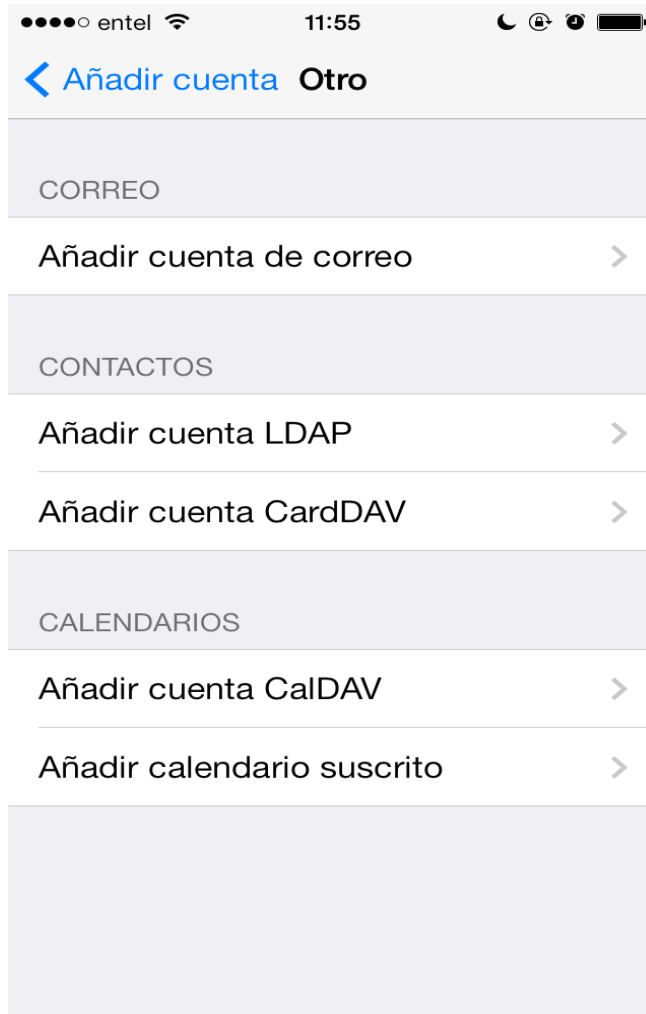 entel 11:55
Añadir cuenta Otro
CORREO
Añadir cuenta de correo
CONTACTOS
Añadir cuenta LDAP
Añadir cuenta CardDAV
CALENDARIOS
Añadir cuenta CalDAV
Añadir calendario suscrito